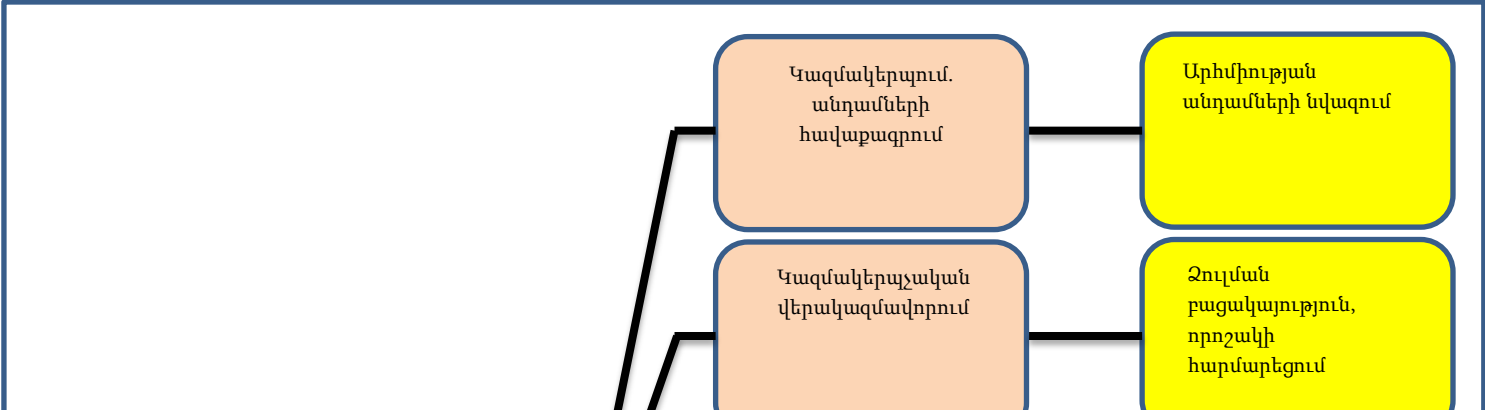 Կազմակերպում.
անդամների
հավաքագրում
Արհմիության
անդամների նվազում
Կազմակերպչական
վերակազմավորում
Ձուլման
բացակայություն,
որոշակի
հարմարեցում